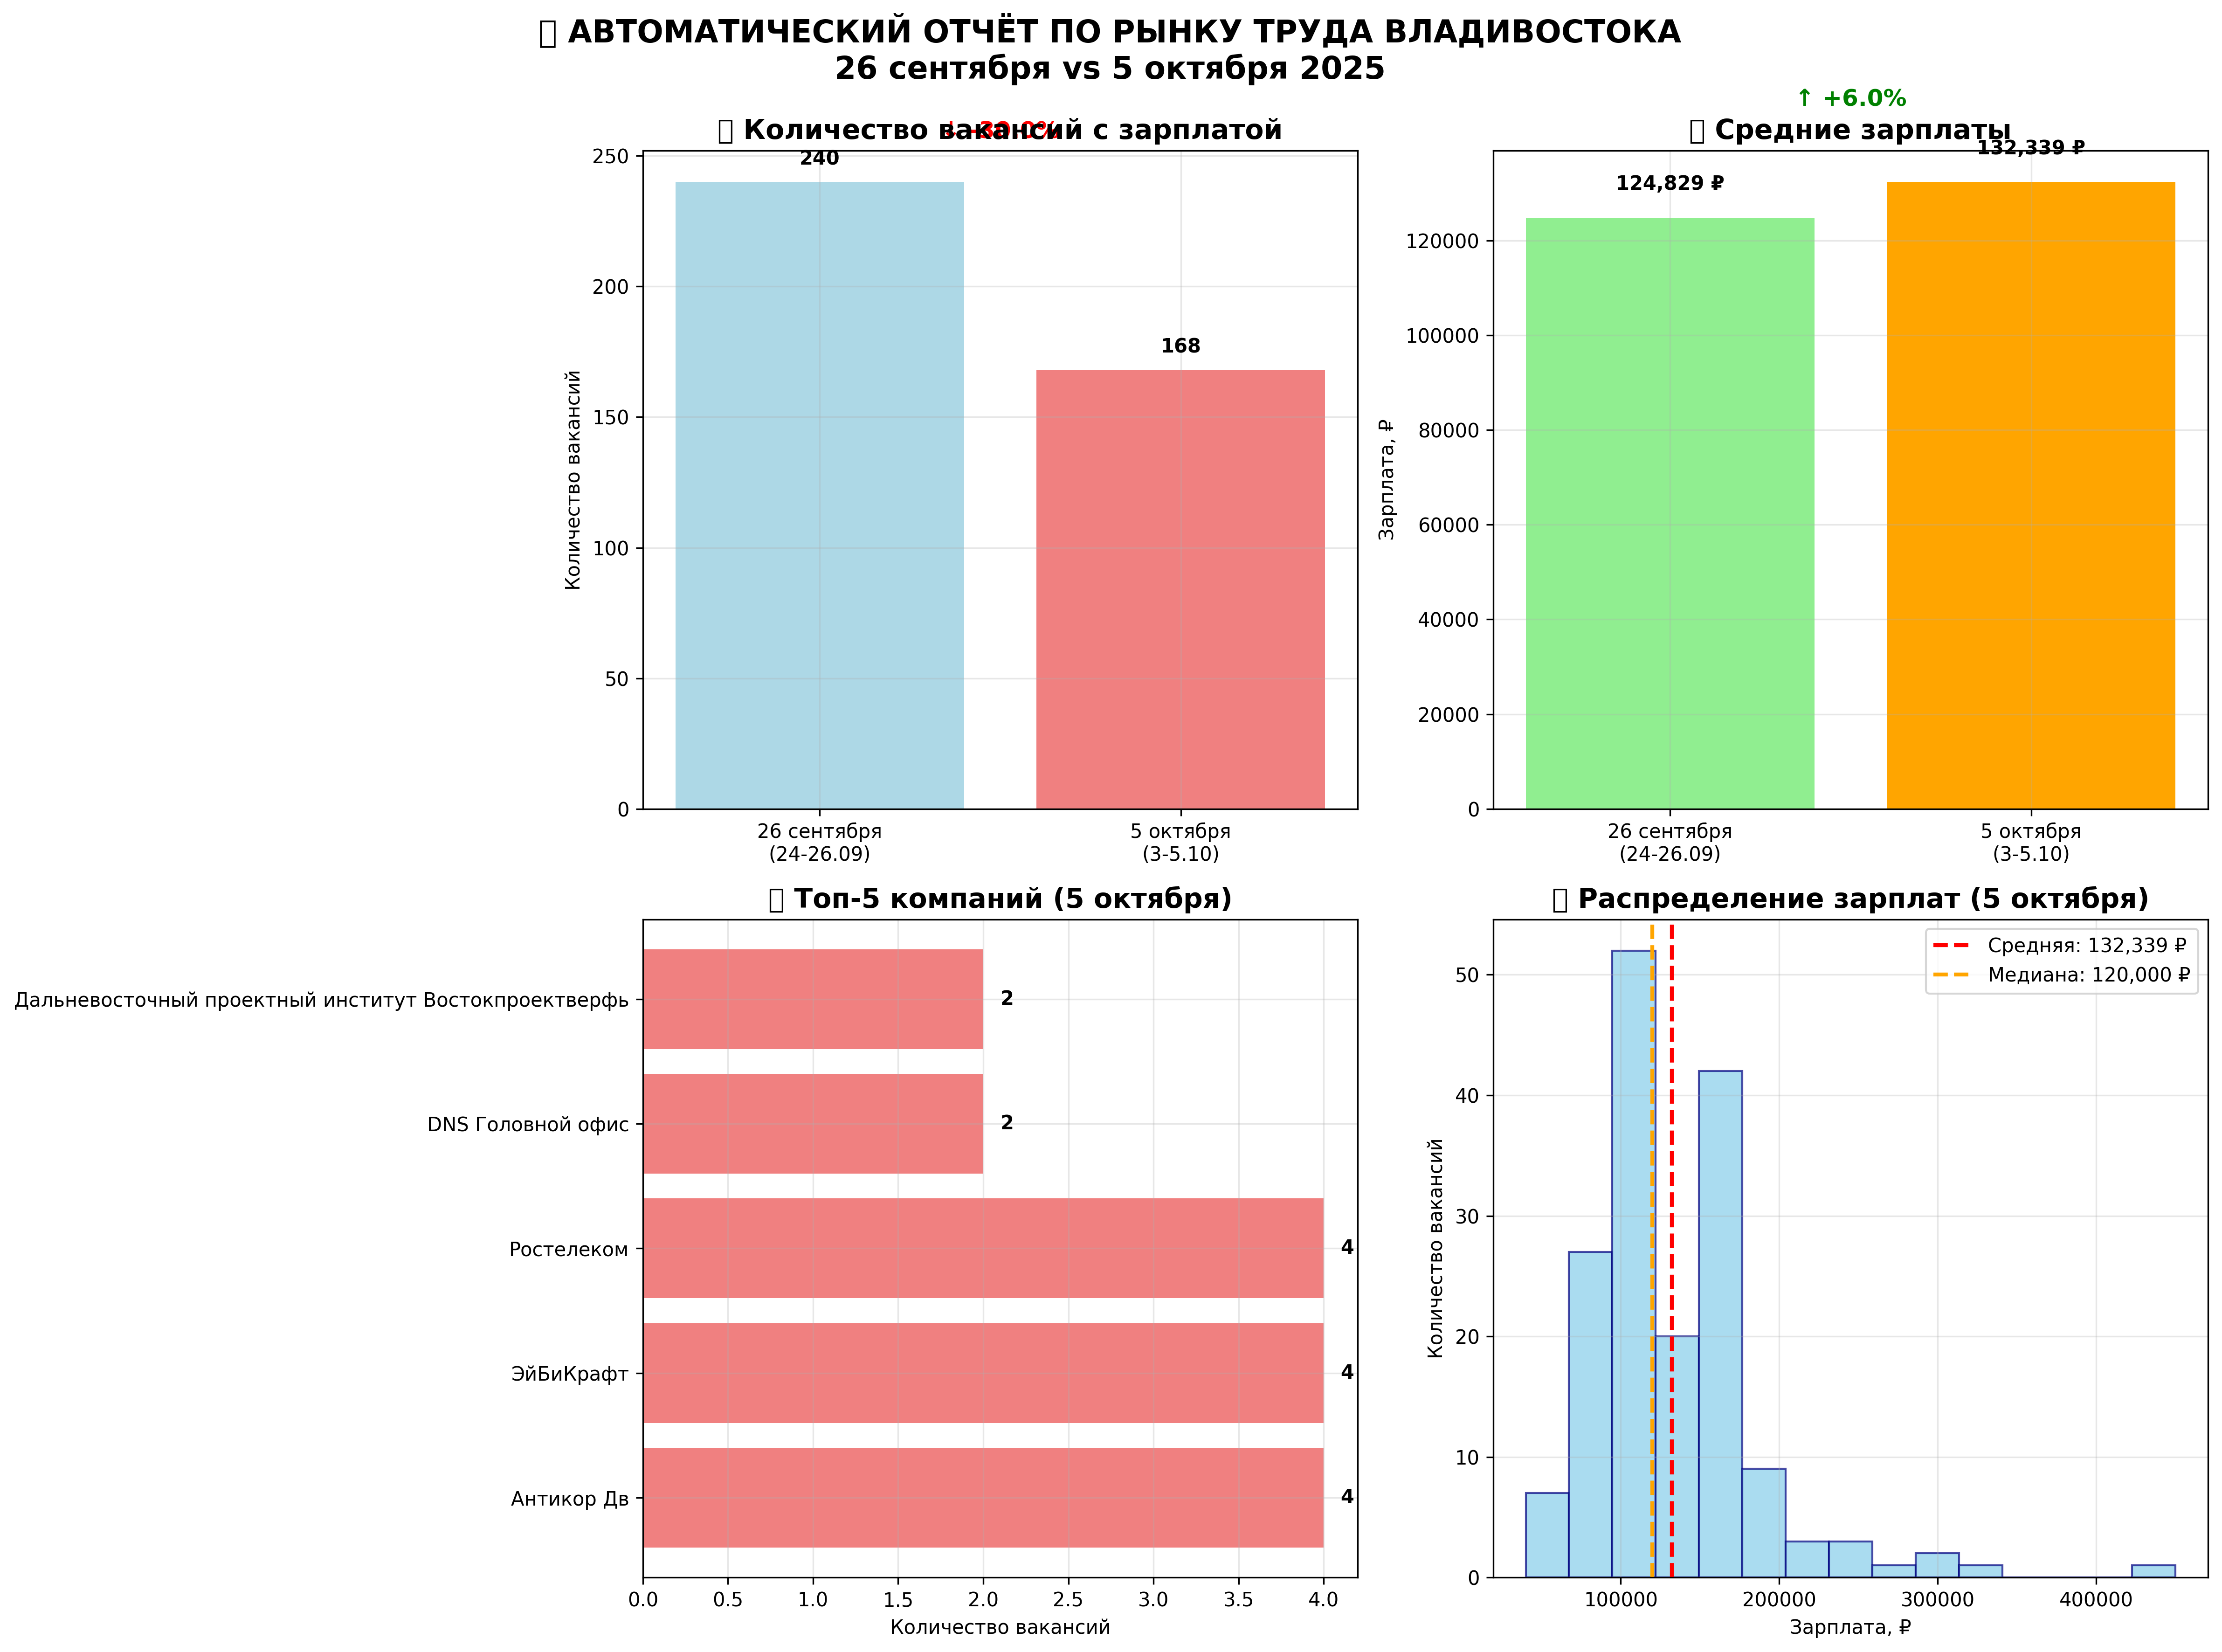 АВТОМАТИЧЕСКИЙ ОТЧЁТ ПО РЫНКУ ТРУДА ВЛАДИВОСТОКА
26 сентября vs 5 октября 2025
Количество вакансий с зарплатой
↓ -30.0%
240
168
250
200
150
100
50
0
Количество вакансий
26 сентября
(24-26.09)
5 октября
(3-5.10)
↑ +6.0%
Средние зарплаты
124,829 ₽
132,339 ₽
120000
100000
80000
60000
40000
20000
0
Зарплата, ₽
26 сентября
(24-26.09)
5 октября
(3-5.10)
Топ-5 компаний (5 октября)
Дальневосточный проектный институт Востокпроектверфь
2
DNS Головной офис
2
Ростелеком
4
ЭйБиКрафт
4
Антикор Дв
4
0.0 0.5 1.0 1.5 2.0 2.5 3.0 3.5 4.0
Количество вакансий
Распределение зарплат (5 октября)
Средняя: 132,339 ₽
Медиана: 120,000 ₽
50
40
30
20
10
0
Количество вакансий
100000 200000 300000 400000
Зарплата, ₽